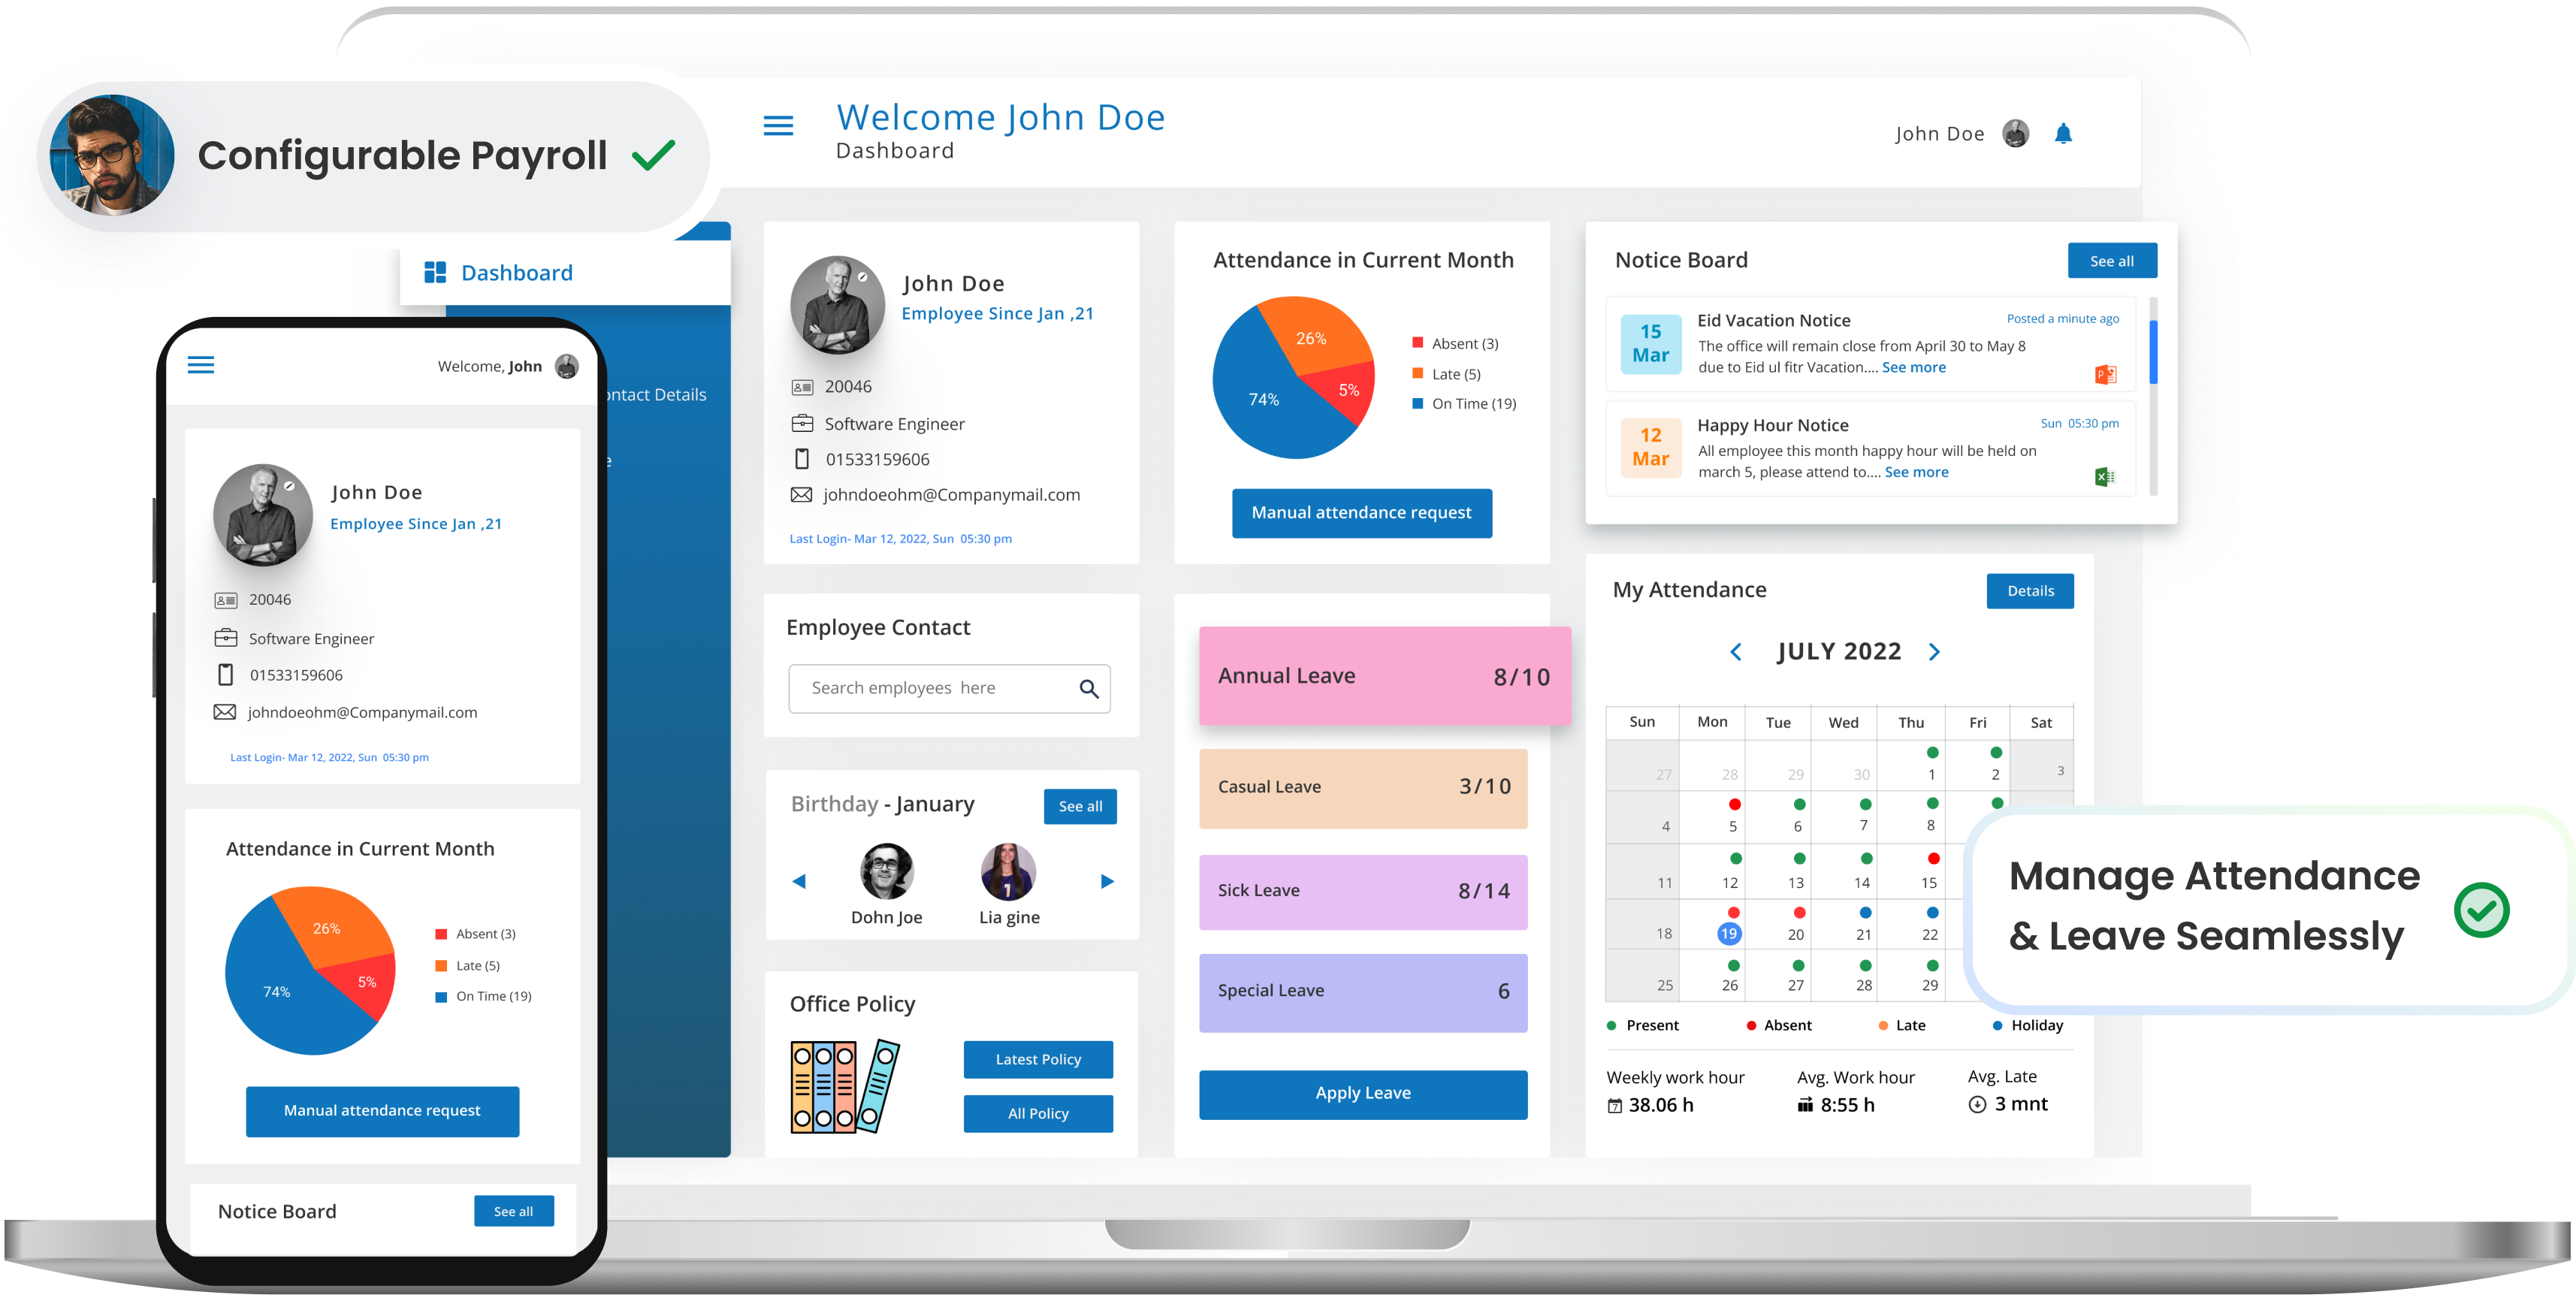 Configurable Payroll
Welcome John Doe
Dashboard
John Doe
Dashboard
ontact Details
e
Welcome, John
John Doe
Employee Since Jan ,21
20046
Software Engineer
01533159606
johndoeohm@Companymail.com
Last Login- Mar 12, 2022, Sun 05:30 pm
Attendance in Current Month
26%
5%
74%
Absent (3)
Late (5)
On Time (19)
Manual attendance request
Notice Board
See all
John Doe
Employee Since Jan ,21
20046
Software Engineer
01533159606
johndoeohm@Companymail.com
Last Login- Mar 12, 2022, Sun 05:30 pm
Employee Contact
Search employees here
Birthday - January
See all
1
Dohn Joe
Lia gine
Office Policy
Latest Policy
All Policy
Attendance in Current Month
26%
5%
74%
Absent (3)
Late (5)
On Time (19)
Manual attendance request
Annual Leave 8/10
Casual Leave 3/10
Sick Leave 8/14
Special Leave 6
Apply Leave
Notice Board
See all
15
Mar
Eid Vacation Notice
Posted a minute ago
The office will remain close from April 30 to May 8
due to Eid ul fitr Vacation.... See more
P
12
Mar
Happy Hour Notice
Sun 05:30 pm
All employee this month happy hour will be held on
march 5, please attend to.... See more
X
My Attendance
Details
JULY 2022
Sun Mon Tue Wed Thu Fri Sat
27 28 29 30 1 2 3
4 5 6 7 8
11 12 13 14 15
18 19 20 21 22
25 26 27 28 29
Present Absent Late Holiday
Weekly work hour Avg. Work hour Avg. Late
7 38.06 h 8:55 h 3 mnt
Manage Attendance
& Leave Seamlessly